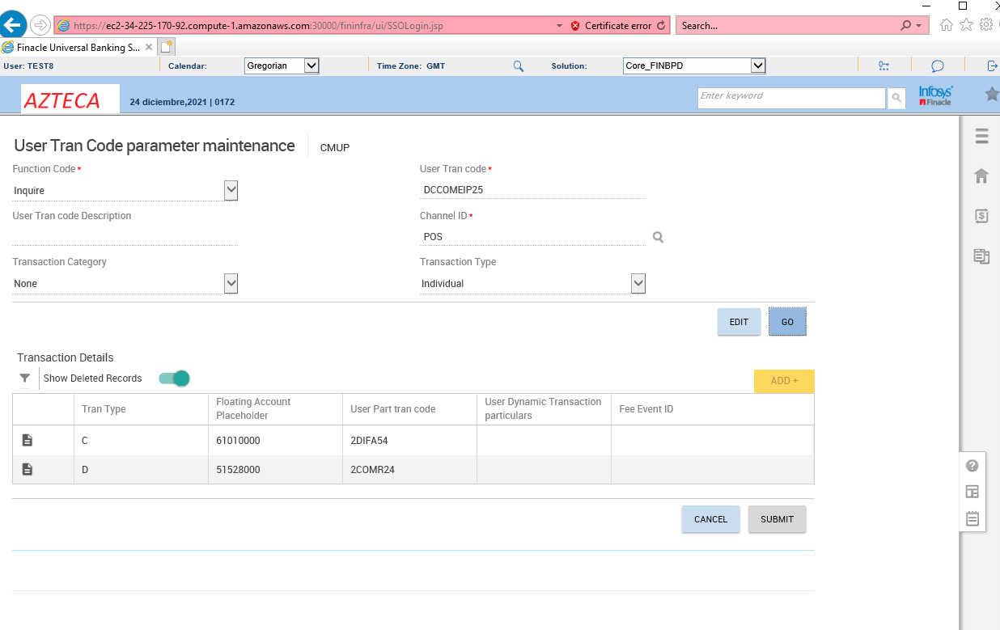 https://ec2-34-225-170-92.compute-1.amazonaws.com:30000/fininfra/ui/SSOLogin.jsp Certificate error Search...
Finacle Universal Banking S...
User: TEST8 Calendar: Gregorian Time Zone: GMT Solution: Core_FINBPD
AZTECA 24 diciembre,2021 | 0172 Enter keyword Infosys Finacle
User Tran Code parameter maintenance CMUP
Function Code* User Tran code*
Inquire DCCOMEIP25
User Tran code Description Channel ID*
POS
Transaction Category Transaction Type
None Individual
EDIT GO
Transaction Details
Show Deleted Records ADD +
Tran Type Floating Account Placeholder User Part tran code User Dynamic Transaction particulars Fee Event ID
C 61010000 2DIFA54
D 51528000 2COMR24
CANCEL SUBMIT